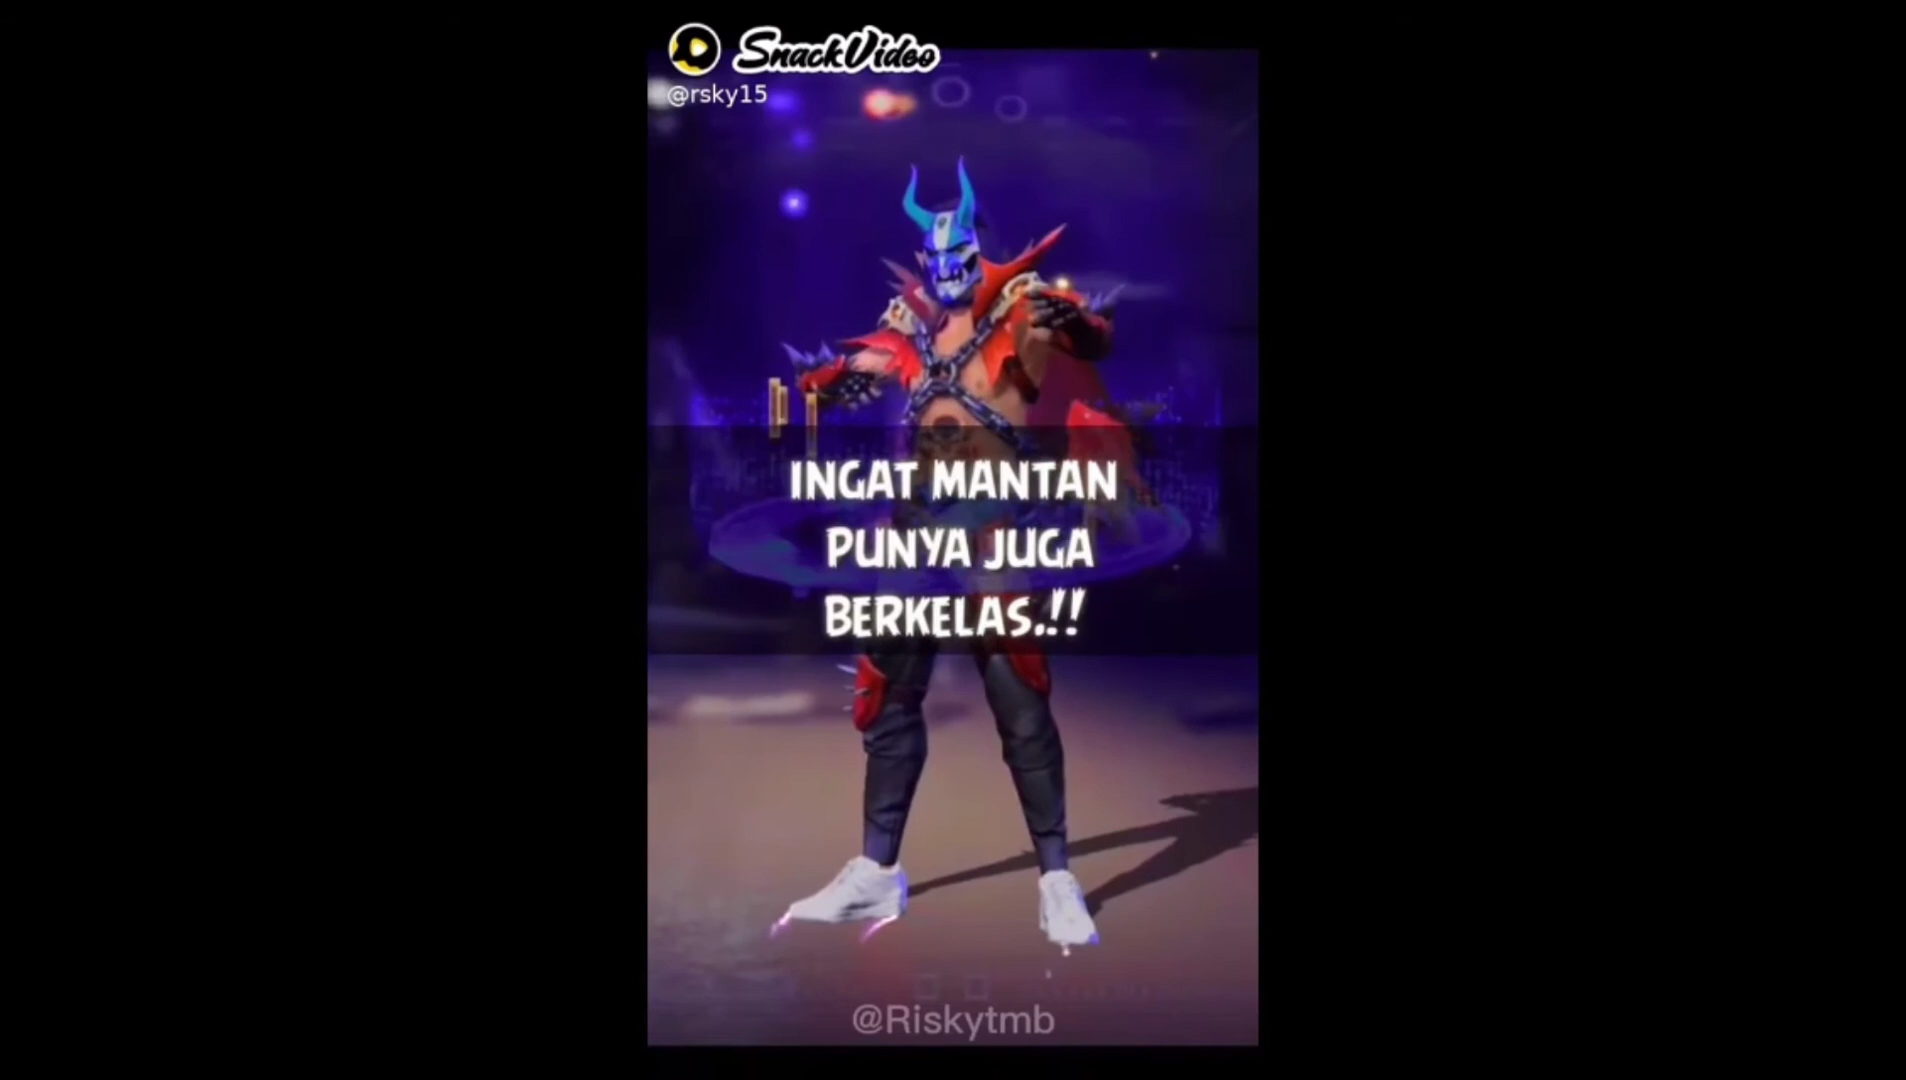 SnackVideo
@rsky15
INGAT MANTAN
PUNYA JUGA
BERKELAS.!!
@Riskytmb